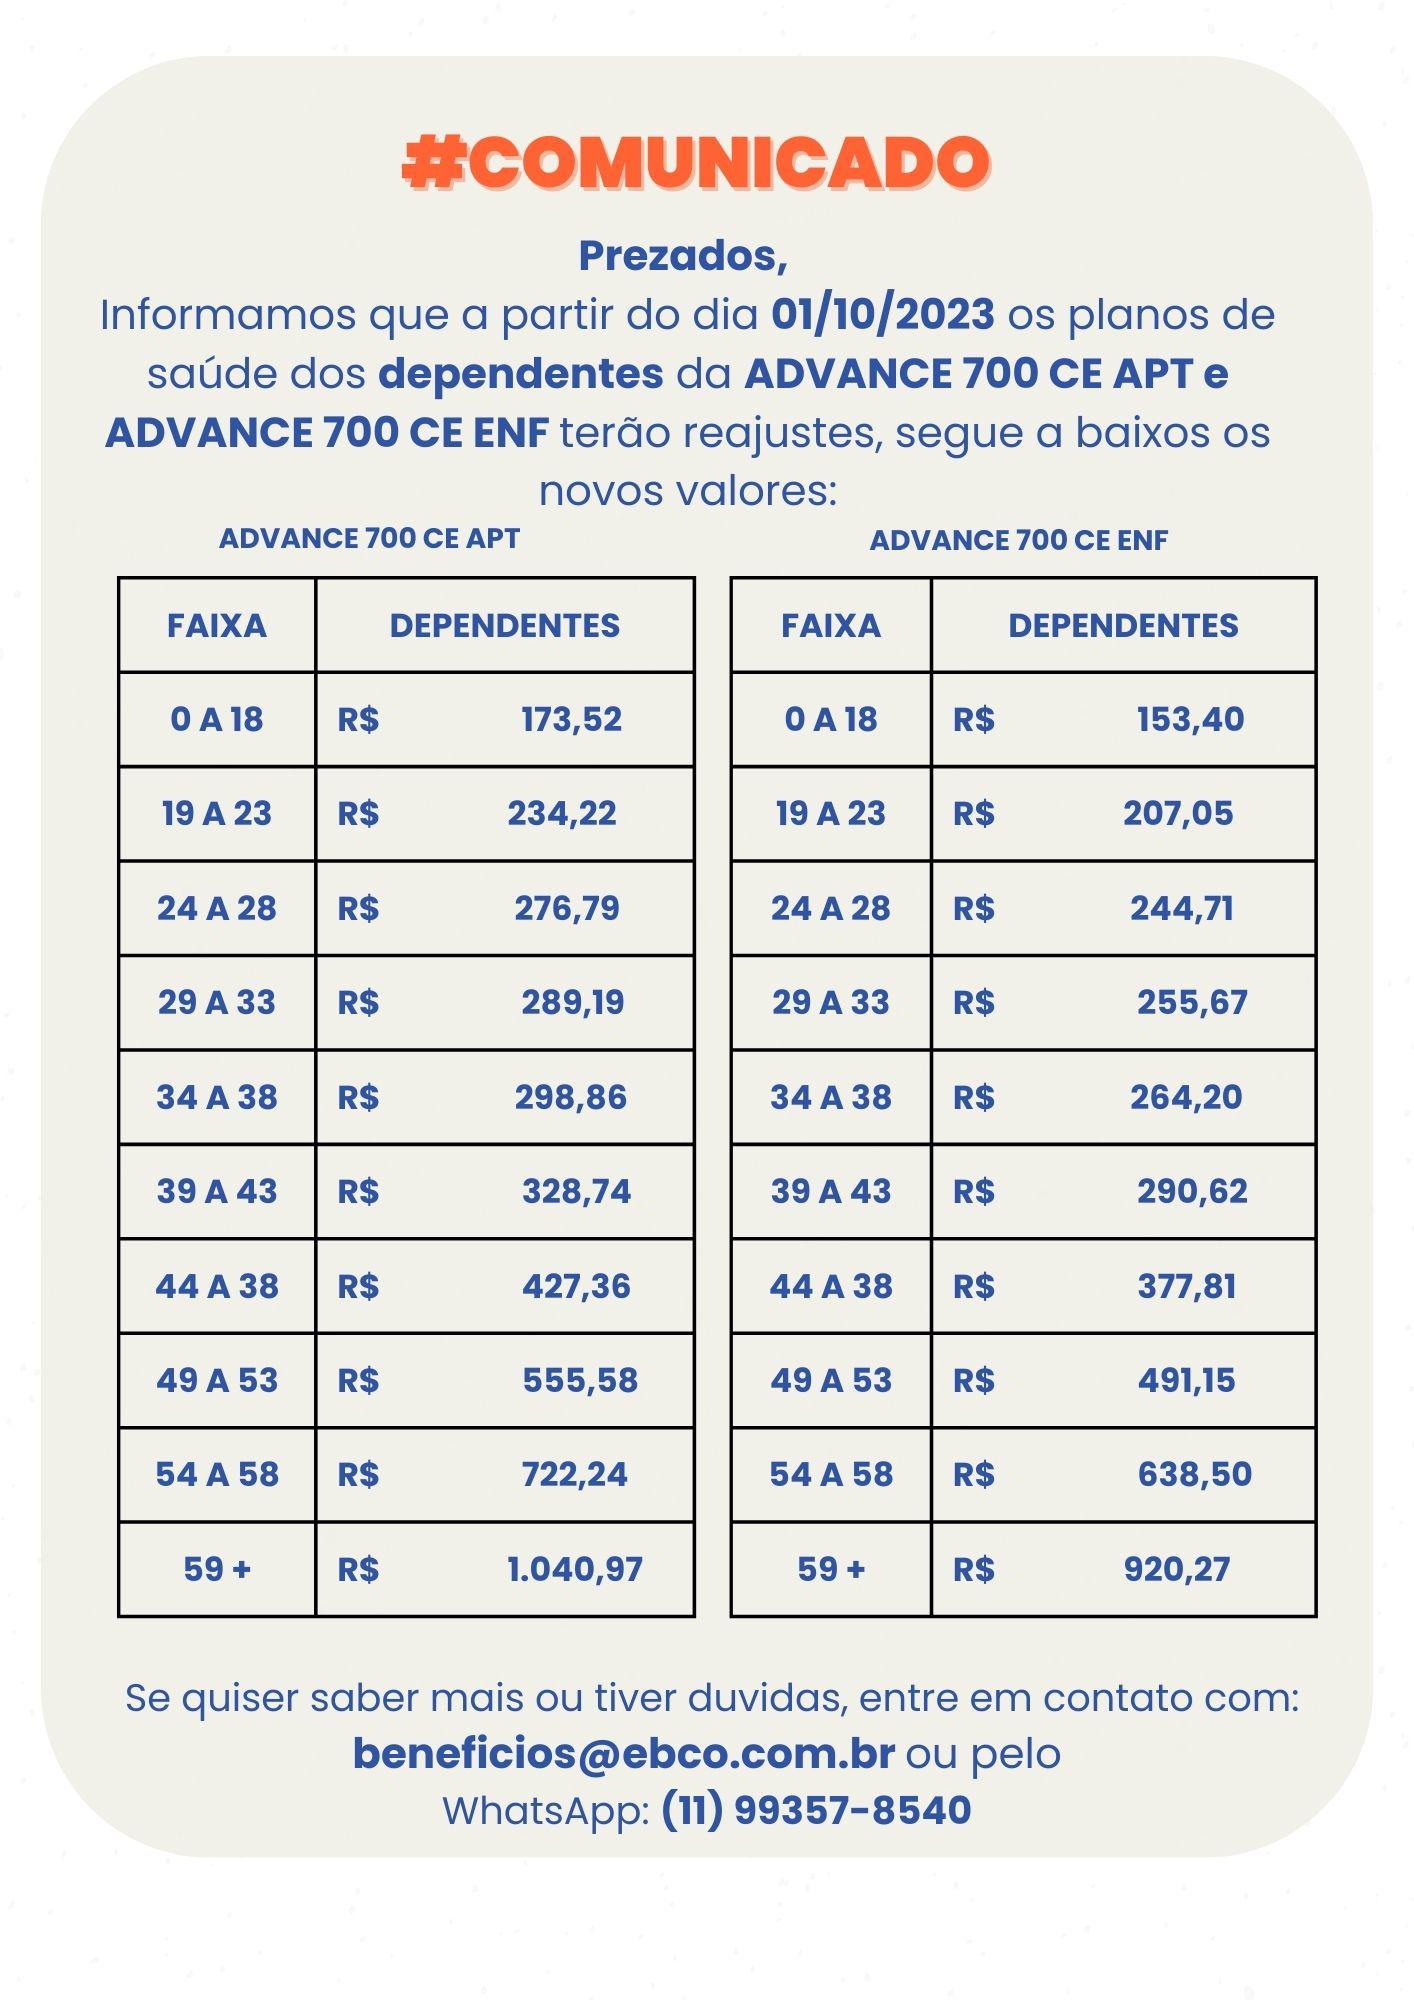 #COMUNICADO
Prezados,
Informamos que a partir do dia 01/10/2023 os planos de
saúde dos dependentes da ADVANCE 700 CE APT e
ADVANCE 700 CE ENF terão reajustes, segue a baixos os
novos valores:
ADVANCE 700 CE APT
FAIXA DEPENDENTES
0 A 18 R$ 173,52
19 A 23 R$ 234,22
24 A 28 R$ 276,79
29 A 33 R$ 289,19
34 A 38 R$ 298,86
39 A 43 R$ 328,74
44 A 38 R$ 427,36
49 A 53 R$ 555,58
54 A 58 R$ 722,24
59 + R$ 1.040,97
ADVANCE 700 CE ENF
FAIXA DEPENDENTES
0 A 18 R$ 153,40
19 A 23 R$ 207,05
24 A 28 R$ 244,71
29 A 33 R$ 255,67
34 A 38 R$ 264,20
39 A 43 R$ 290,62
44 A 38 R$ 377,81
49 A 53 R$ 491,15
54 A 58 R$ 638,50
59 + R$ 920,27
Se quiser saber mais ou tiver duvidas, entre em contato com:
beneficios@ebco.com.br ou pelo
WhatsApp: (11) 99357-8540